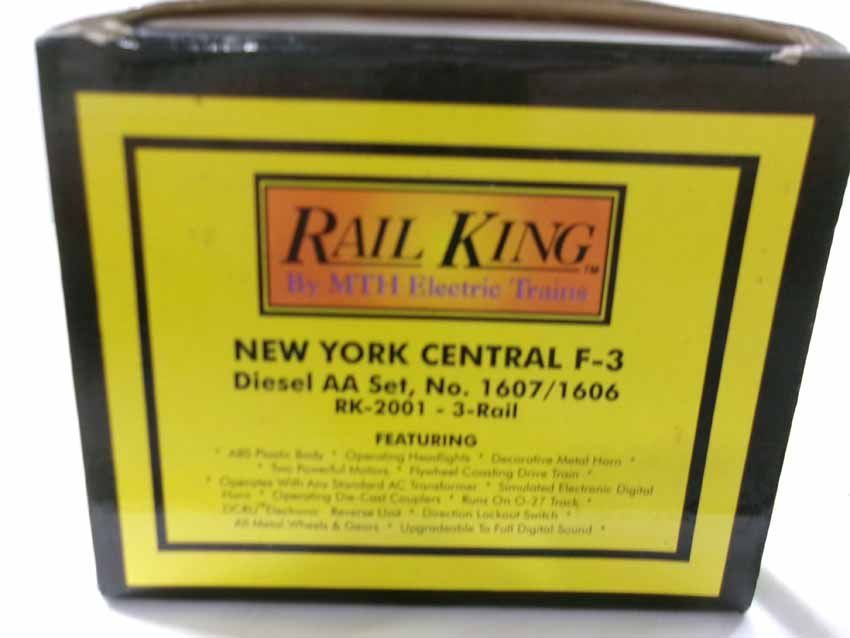 RAIL KING™
By MTH Electric Trains
NEW YORK CENTRAL F-3
Diesel AA Set, No. 1607/1606
RK-2001 - 3-Rail
FEATURING
* ABS Plastic Body * Operating Headlights * Decorative Metal Horn *
* Two Powerful Motors * Flywheel Coasting Drive Train *
* Operates With Any Standard AC Transformer * Simulated Electronic Digital
Horn * Operating Die-Cast Couplers * Runs On O-27 Track *
DCRU™ Electronic Reverse Unit * Direction Lockout Switch *
All Metal Wheels & Gears * Upgradeable To Full Digital Sound *